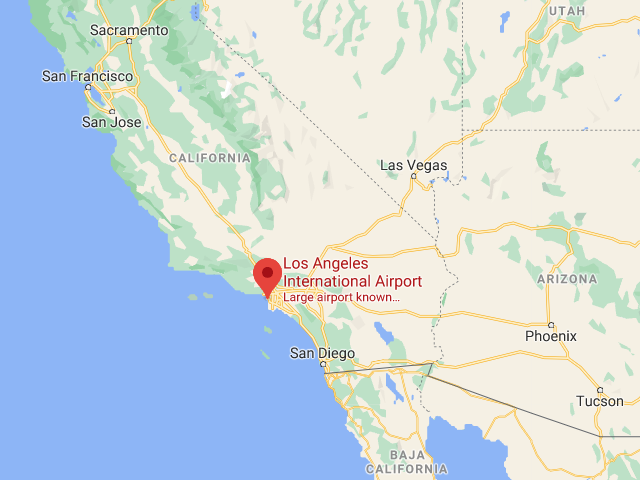 UTAH
Sacramento
San Francisco
San Jose
CALIFORNIA
Las Vegas
Los Angeles
International Airport
Large airport known...
ARIZONA
Phoenix
San Diego
Tucson
BAJA
CALIFORNIA